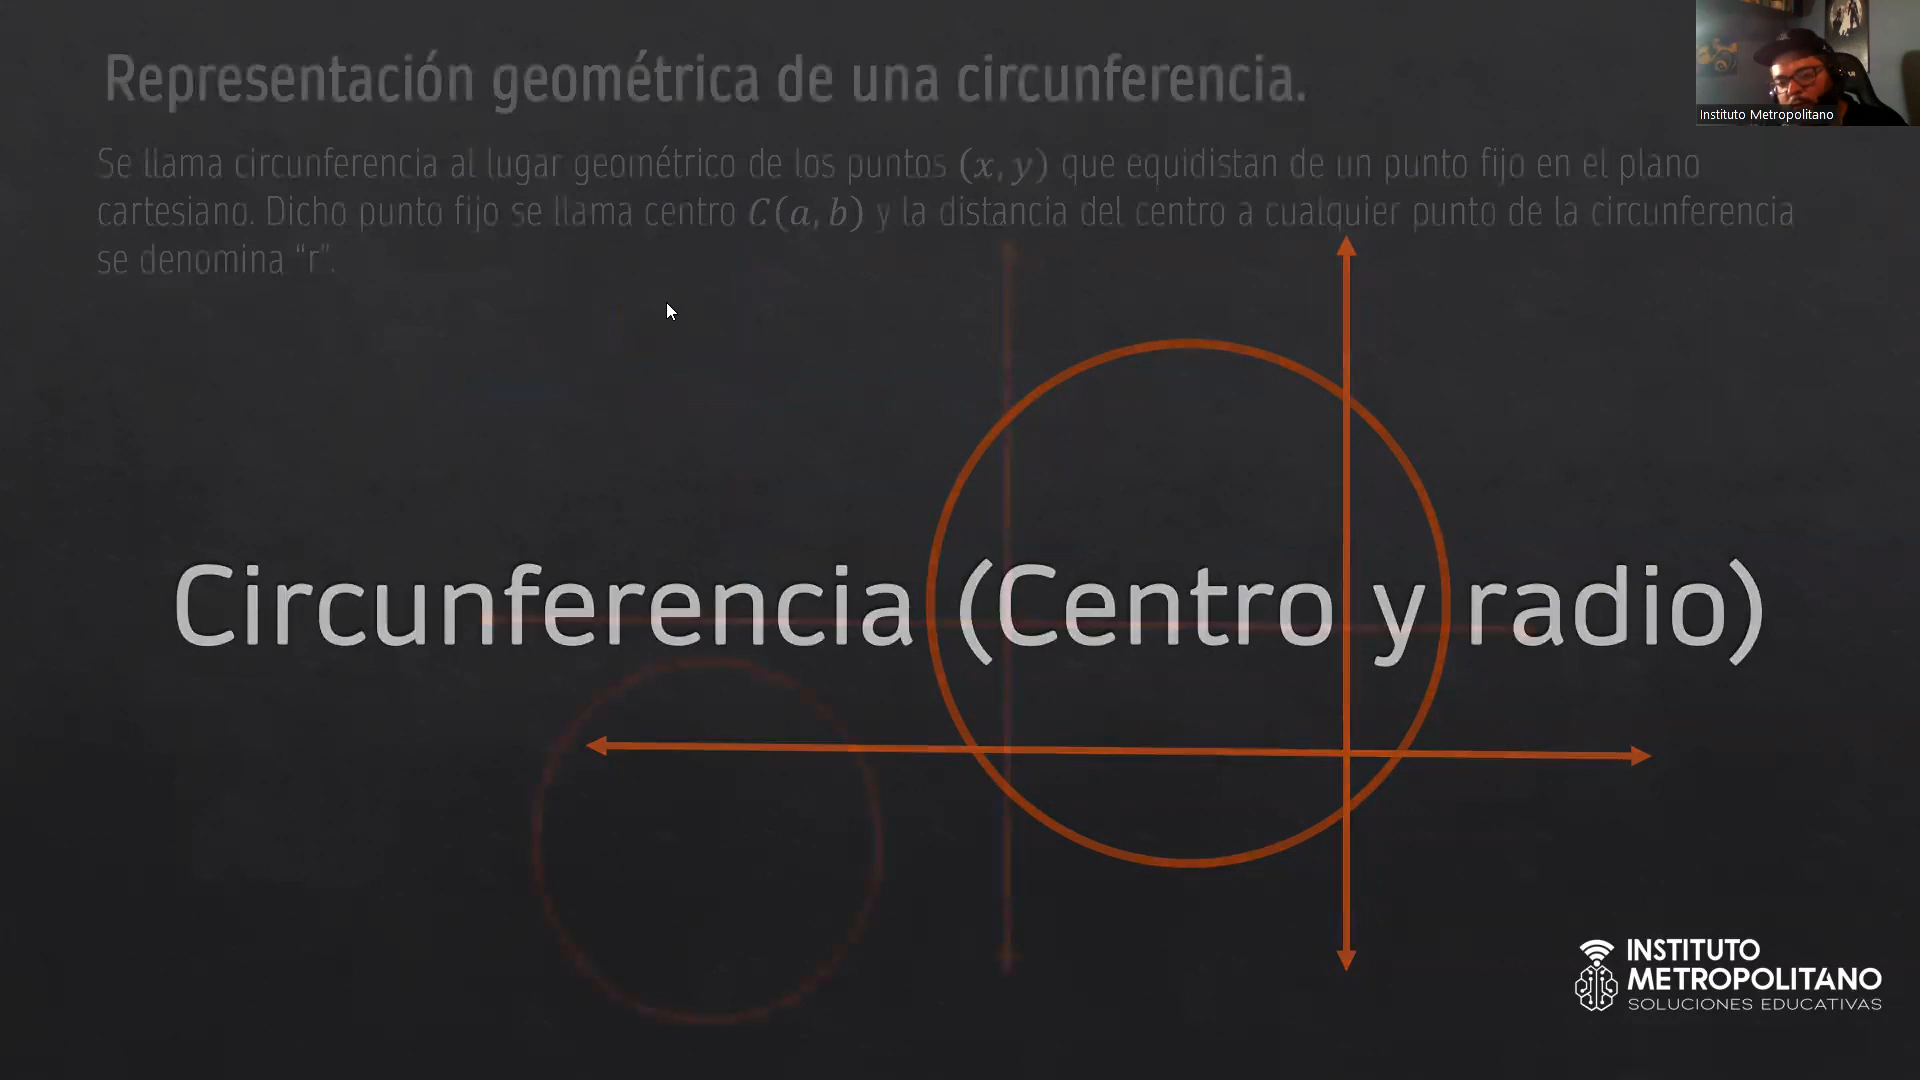 Representación geométrica de una circunferencia.
Se llama circunferencia al lugar geométrico de los puntos (x, y) que equidistan de un punto fijo en el plano
cartesiano. Dicho punto fijo se llama centro C(a, b) y la distancia del centro a cualquier punto de la circunferencia
se denomina “r”.
Instituto Metropolitano
Circunferencia (Centro y radio)
INSTITUTO
METROPOLITANO
SOLUCIONES EDUCATIVAS